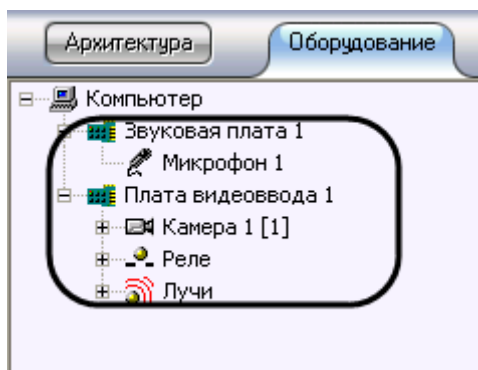 Архитектура Оборудование
Компьютер
Звуковая плата 1
Микрофон 1
Плата видеоввода 1
Камера 1 [1]
Реле
Лучи